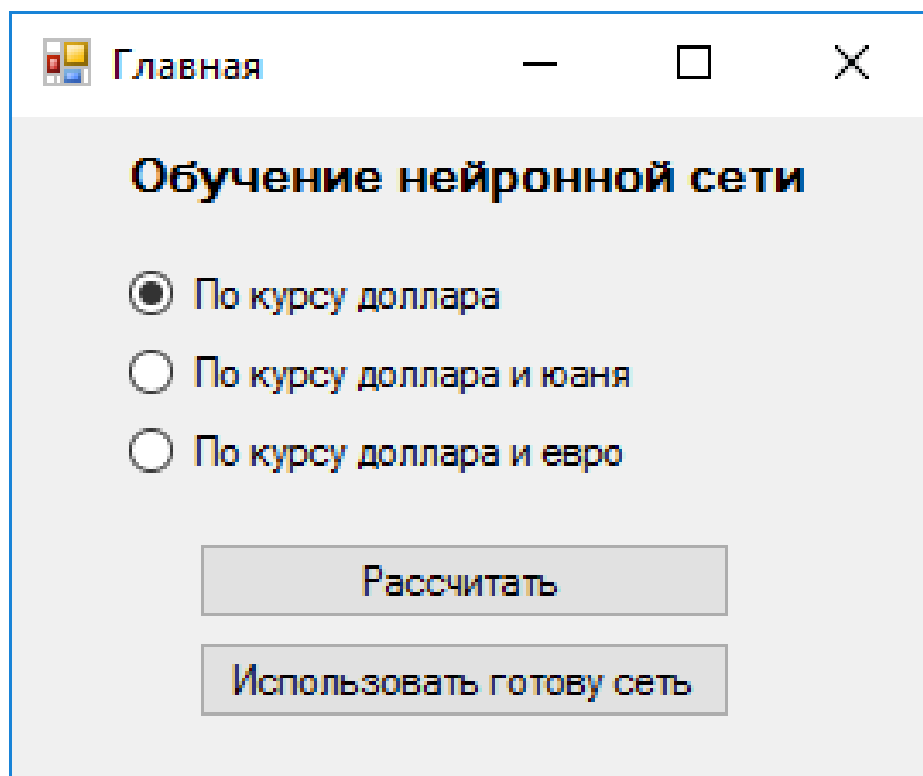 Главная
Обучение нейронной сети
По курсу доллара
По курсу доллара и юаня
По курсу доллара и евро
Рассчитать
Использовать готову сеть